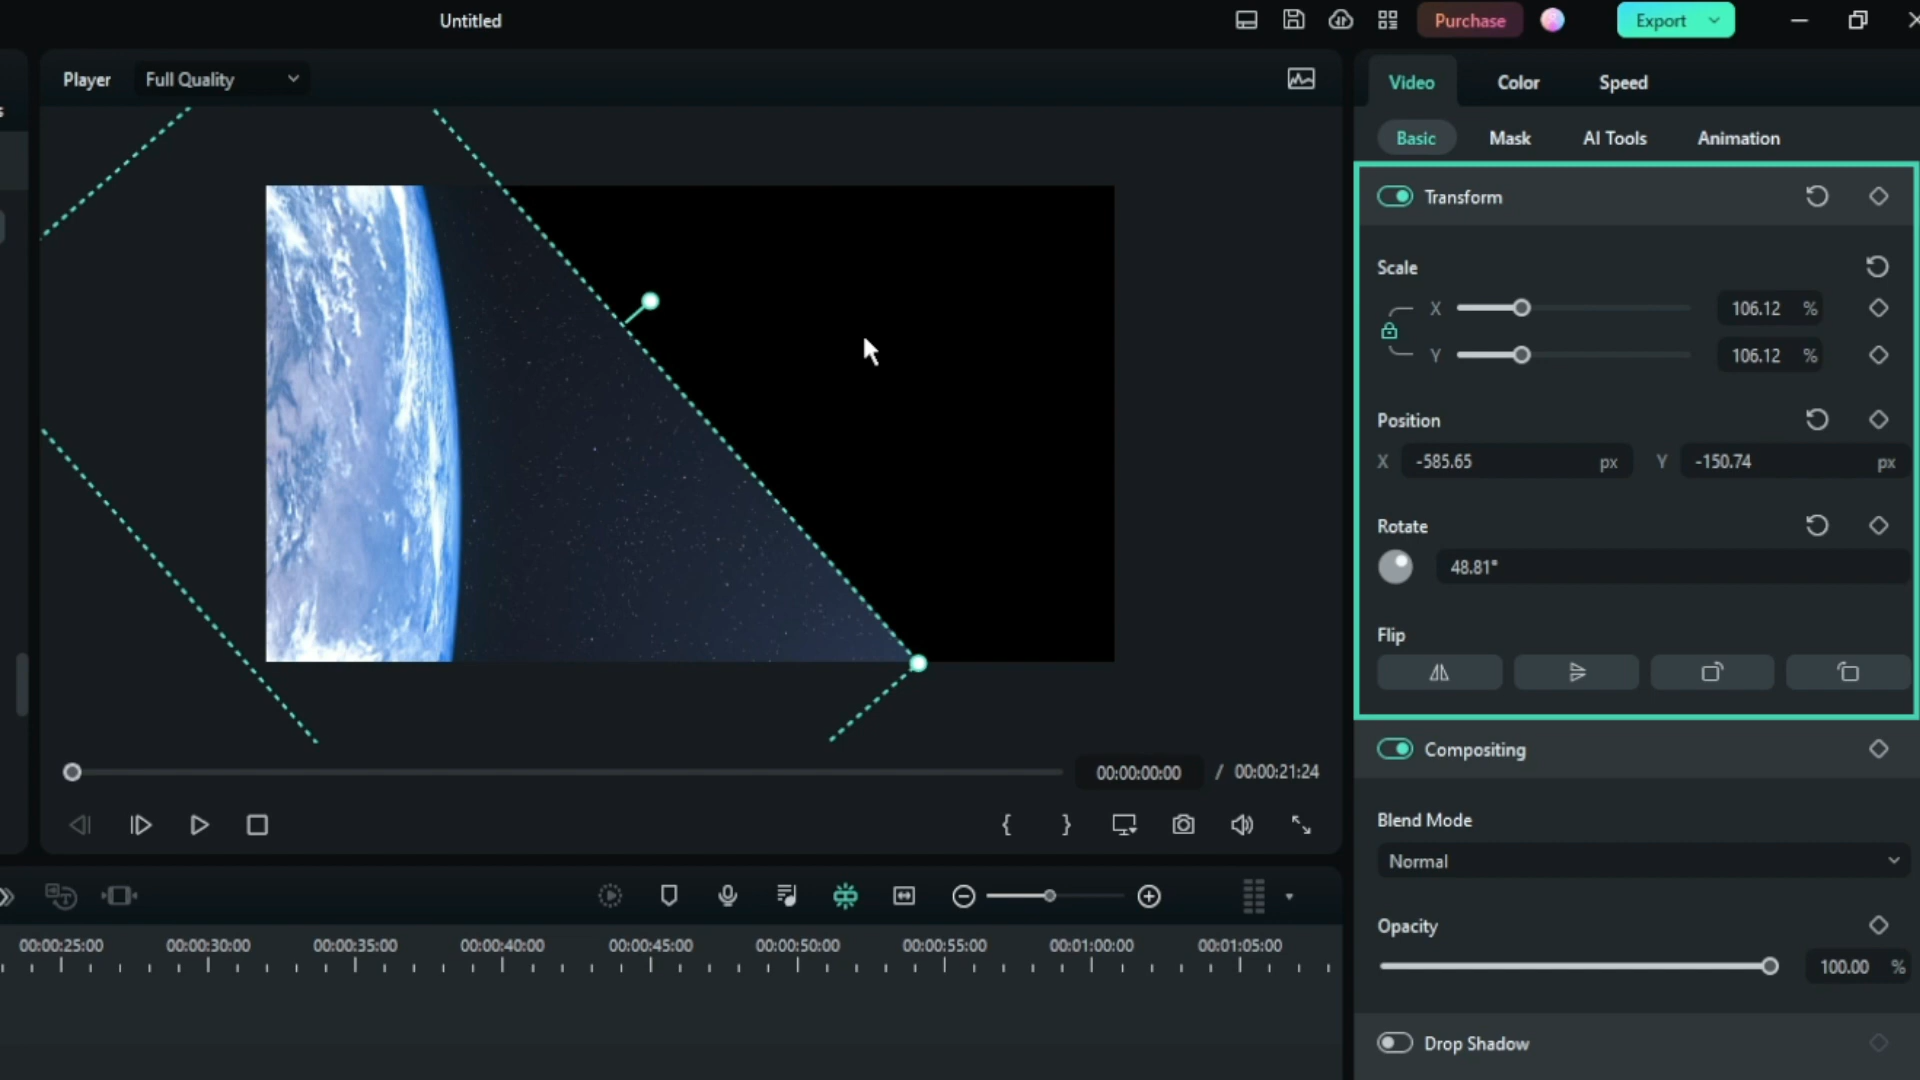 Untitled
Purchase
Export
Player
Full Quality
Video
Color
Speed
Basic
Mask
AI Tools
Animation
Transform
Scale
X
106.12 %
Y
106.12 %
Position
X -585.65 px
Y -150.74 px
Rotate
48.81°
Flip
00:00:00:00 / 00:00:21:24
{ }
Compositing
Blend Mode
Normal
Opacity
100.00 %
Drop Shadow
00:00:25:00 00:00:30:00 00:00:35:00 00:00:40:00 00:00:45:00 00:00:50:00 00:00:55:00 00:01:00:00 00:01:05:00